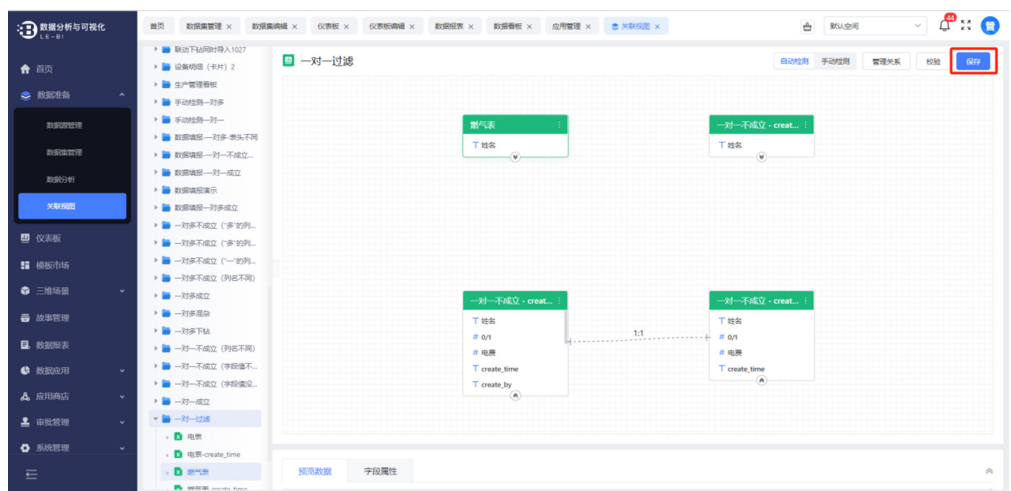 数据分析与可视化
LE-BI
首页
数据集管理 ×
数据集编辑 ×
仪表板 ×
仪表板编辑 ×
数据报表 ×
数据看板 ×
应用管理 ×
关联视图 ×
默认空间
44
管
首页
数据准备
数据源管理
数据集管理
数据分析
关联视图
仪表板
模板市场
三维场景
故事管理
数据报表
数据应用
应用商店
审批管理
系统管理
联动下钻同时导入1027
设备明细（卡片）2
生产管理看板
手动检测一对多
手动检测一对一
数据填报-一对多-表头不同
数据填报-一对一不成立...
数据填报-一对一成立
数据填报演示
数据填报一对多成立
一对多不成立（"多"的列...
一对多不成立（"多"的列...
一对多不成立（"一"的列...
一对多不成立（列名不同）
一对多成立
一对多混杂
一对多下钻
一对一不成立（列名不同）
一对一不成立（字段值不...
一对一不成立（字段值没...
一对一成立
一对一过滤
电表
电表-create_time
燃气表
燃气表-create_time
一对一过滤
自动检测
手动检测
管理关系
校验
保存
燃气表
T 姓名
一对一不成立 - creat...
T 姓名
一对一不成立 - creat...
T 姓名
# 0/1
# 电费
T create_time
T create_by
1:1
一对一不成立 - creat...
T 姓名
# 0/1
# 电费
T create_time
预览数据
字段属性